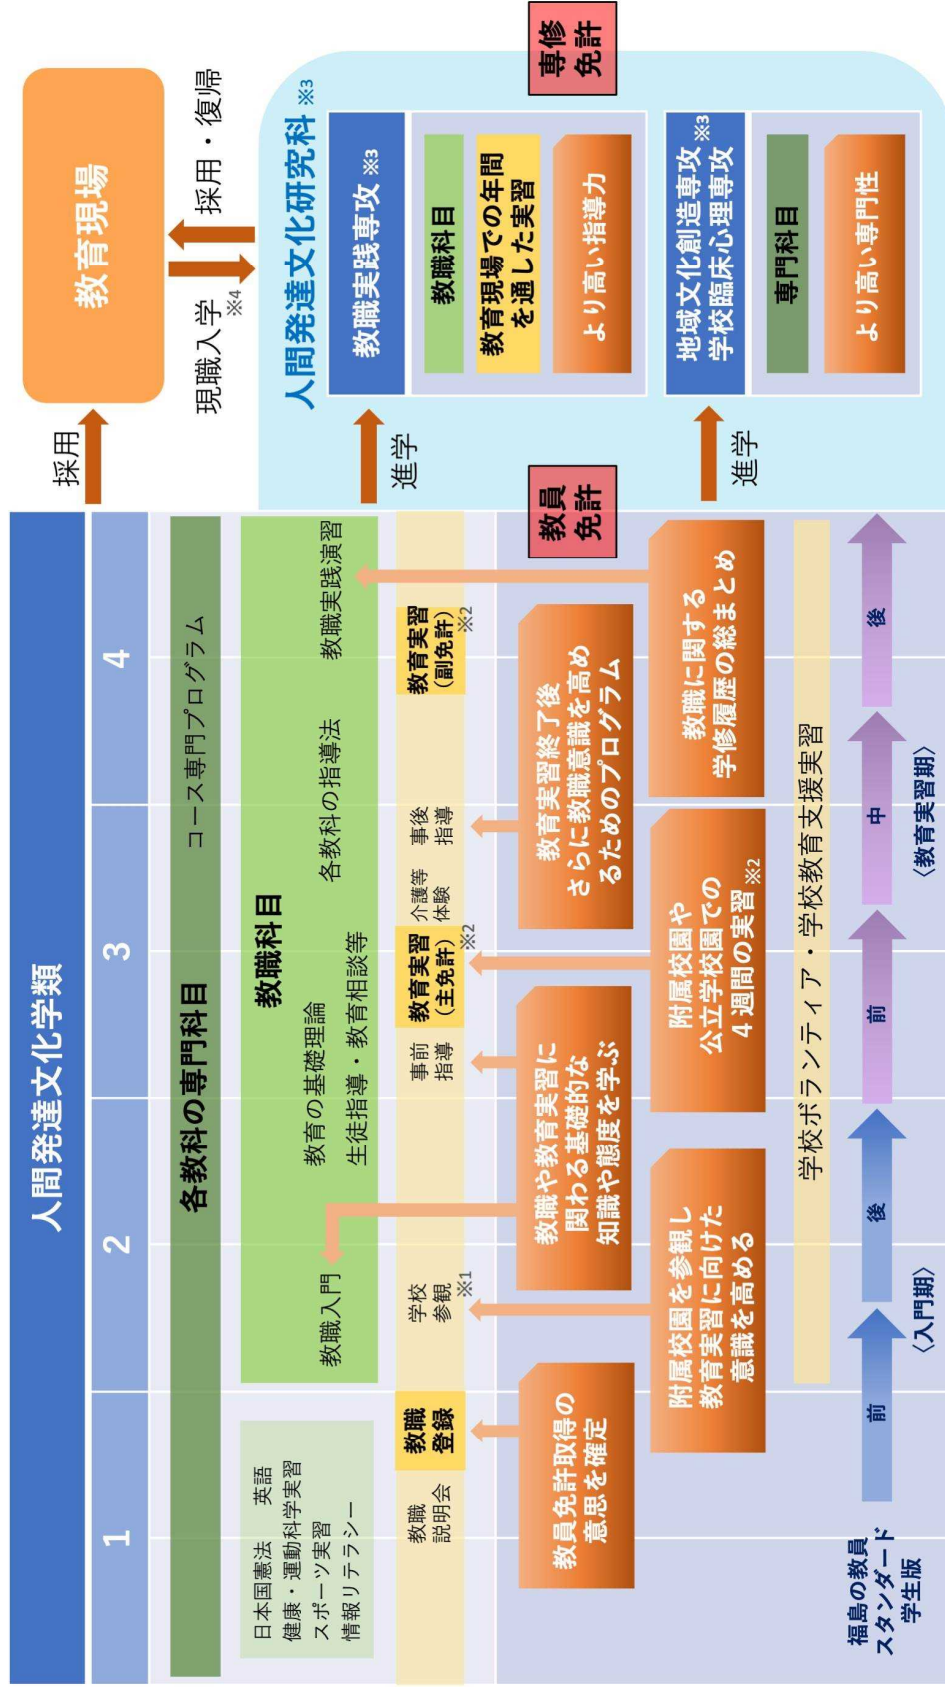 人間発達文化学類
1
2
3
4
各教科の専門科目
コース専門プログラム
日本国憲法 英語
健康・運動科学実習
スポーツ実習
情報リテラシー
教職科目
教職入門
教育の基礎理論
生徒指導・教育相談等
各教科の指導法
教職実践演習
教職
説明会
教職
登録
学校
参観
※1
事前
指導
教育実習
(主免許)
※2
介護等
体験
事後
指導
教育実習
(副免許)
※2
教員免許取得の
意思を確定
教職や教育実習に
関わる基礎的な
知識や態度を学ぶ
教育実習終了後
さらに教職意識を高め
るためのプログラム
附属校園を参観し
教育実習に向けた
意識を高める
附属校園や
公立学校園での
4週間の実習※2
教職に関する
学修履歴の総まとめ
学校ボランティア・学校教育支援実習
福島の教員
スタンダード
学生版
前
後
前
中
後
〈入門期〉
〈教育実習期〉
教員
免許
採用
教育現場
現職入学
※4
採用・復帰
人間発達文化研究科※3
進学
教職実践専攻※3
教職科目
教育現場での年間
を通した実習
より高い指導力
専修
免許
進学
地域文化創造専攻
学校臨床心理専攻※3
専門科目
より高い専門性